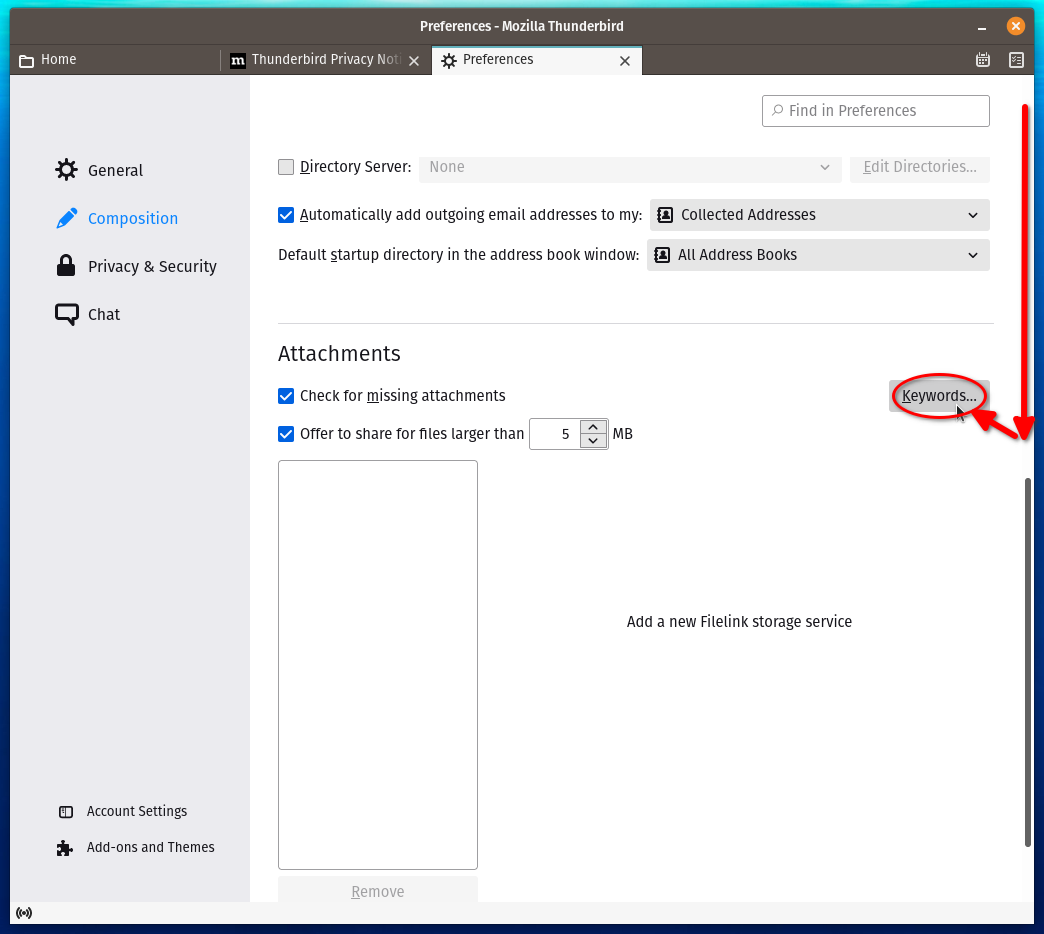 Preferences - Mozilla Thunderbird
Home
m Thunderbird Privacy Noti
Preferences
Find in Preferences
General
Composition
Privacy & Security
Chat
Directory Server: None Edit Directories...
Automatically add outgoing email addresses to my: Collected Addresses
Default startup directory in the address book window: All Address Books
Attachments
Check for missing attachments Keywords...
Offer to share for files larger than 5 MB
Add a new Filelink storage service
Remove
Account Settings
Add-ons and Themes